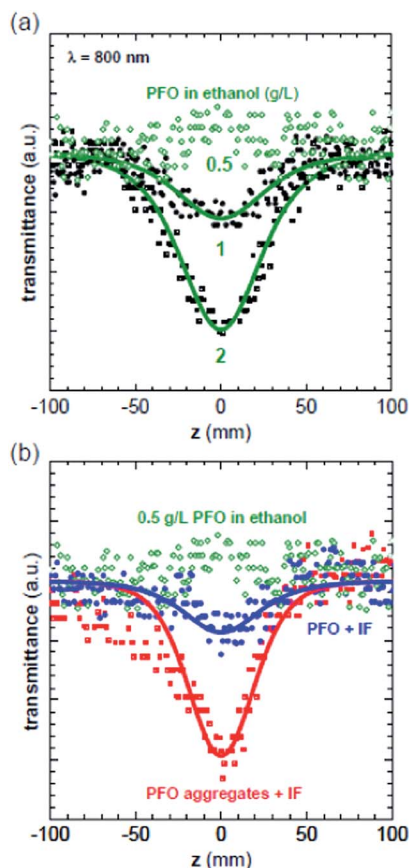 (a)
λ = 800 nm
PFO in ethanol (g/L)
0.5
1
2
transmittance (a.u.)
-100 -50 0 50 100
z (mm)
(b)
0.5 g/L PFO in ethanol
PFO + IF
PFO aggregates + IF
transmittance (a.u.)
-100 -50 0 50 100
z (mm)